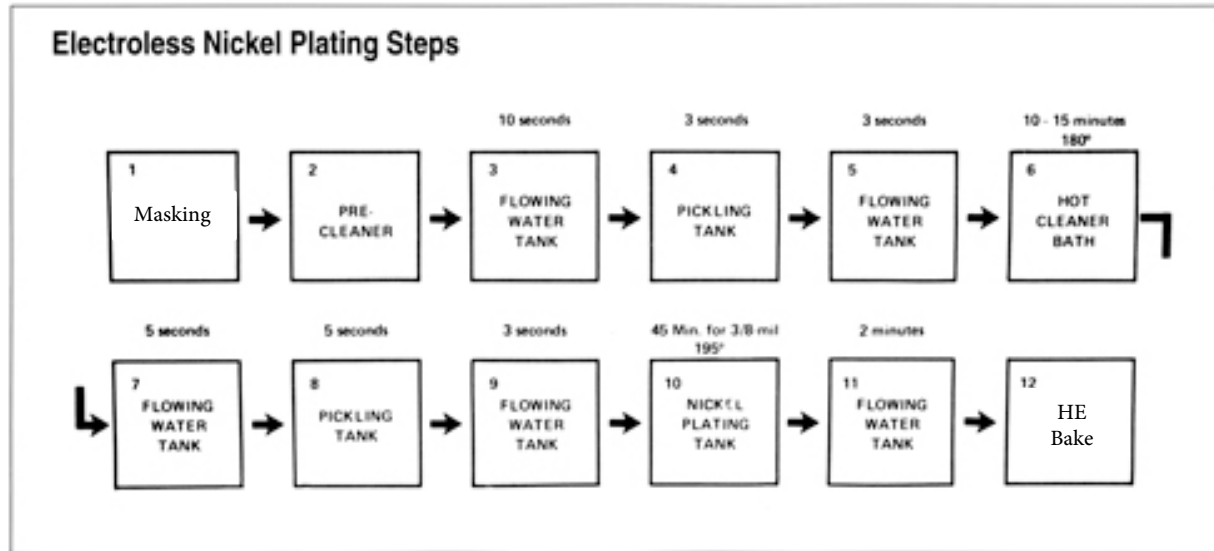 Electroless Nickel Plating Steps
1
Masking
2
PRE-
CLEANER
10 seconds
3
FLOWING
WATER
TANK
3 seconds
4
PICKLING
TANK
3 seconds
5
FLOWING
WATER
TANK
10 - 15 minutes
180°
6
HOT
CLEANER
BATH
5 seconds
7
FLOWING
WATER
TANK
5 seconds
8
PICKLING
TANK
3 seconds
9
FLOWING
WATER
TANK
45 Min. for 3/8 mil
195°
10
NICKEL
PLATING
TANK
2 minutes
11
FLOWING
WATER
TANK
12
HE
Bake